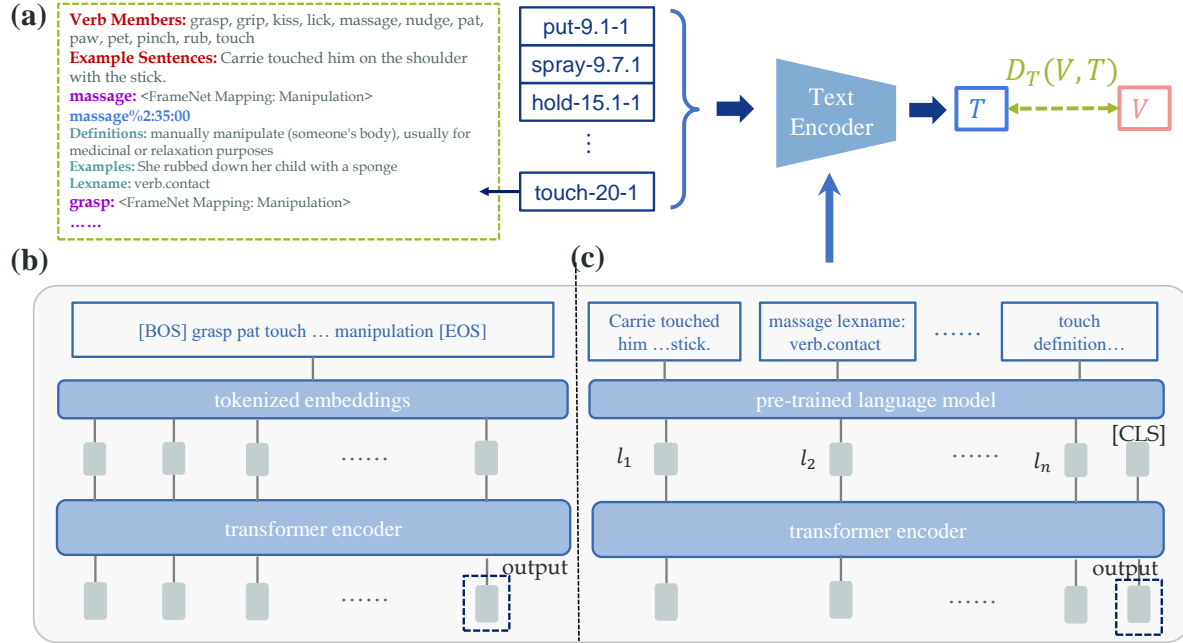 (a)
Verb Members: grasp, grip, kiss, lick, massage, nudge, pat,
paw, pet, pinch, rub, touch
Example Sentences: Carrie touched him on the shoulder
with the stick.
massage: <FrameNet Mapping: Manipulation>
massage%2:35:00
Definitions: manually manipulate (someone's body), usually for
medicinal or relaxation purposes
Examples: She rubbed down her child with a sponge
Lexname: verb.contact
grasp: <FrameNet Mapping: Manipulation>
……
put-9.1-1
spray-9.7.1
hold-15.1-1
⋮
touch-20-1
Text
Encoder
T
D_T(V, T)
V
(b)
[BOS] grasp pat touch … manipulation [EOS]
tokenized embeddings
……
transformer encoder
output
……
(c)
Carrie touched
him …stick.
massage lexname:
verb.contact
……
touch
definition…
pre-trained language model
[CLS]
l_1
l_2
……
l_n
transformer encoder
output
……